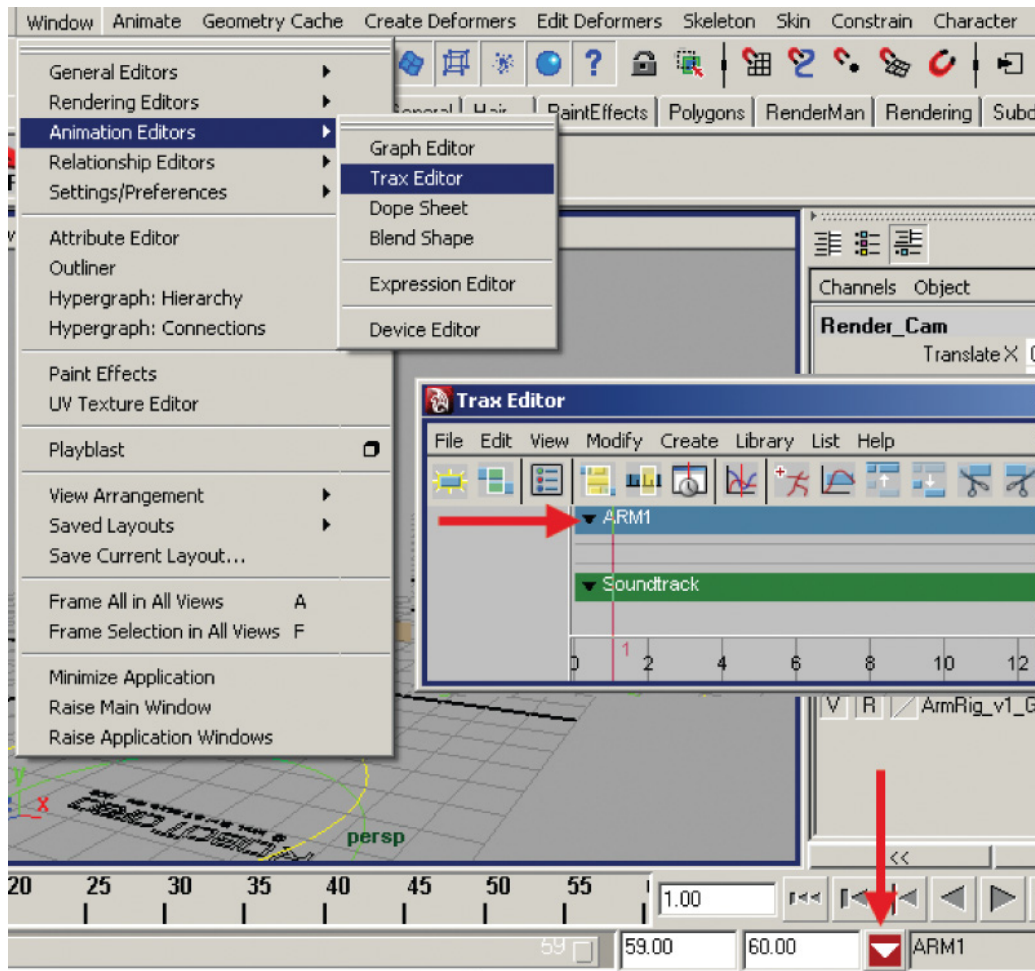 Window Animate Geometry Cache Create Deformers Edit Deformers Skeleton Skin Constrain Character
General Editors
Rendering Editors
Animation Editors
Relationship Editors
Settings/Preferences
Attribute Editor
Outliner
Hypergraph: Hierarchy
Hypergraph: Connections
Paint Effects
UV Texture Editor
Playblast
View Arrangement
Saved Layouts
Save Current Layout...
Frame All in All Views A
Frame Selection in All Views F
Minimize Application
Raise Main Window
Raise Application Windows
General Hair PaintEffects Polygons RenderMan Rendering Subd
Graph Editor
Trax Editor
Dope Sheet
Blend Shape
Expression Editor
Device Editor
Channels Object
Render_Cam
Translate X 0
Trax Editor
File Edit View Modify Create Library List Help
ARM1
Soundtrack
0 1 2 4 6 8 10 12
V R ArmRig_v1_G
y
x
persp
<<
20 25 30 35 40 45 50 55
1.00
59 59.00 60.00 ARM1